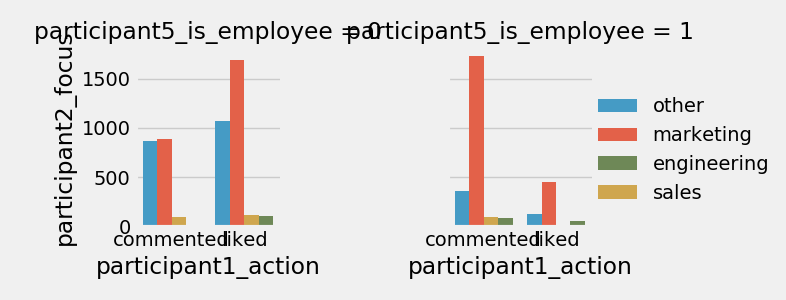 participant5_is_employee = 0
participant5_is_employee = 1
participant2_focus
1500
1000
500
0
commented
liked
commented
liked
participant1_action
participant1_action
other
marketing
engineering
sales